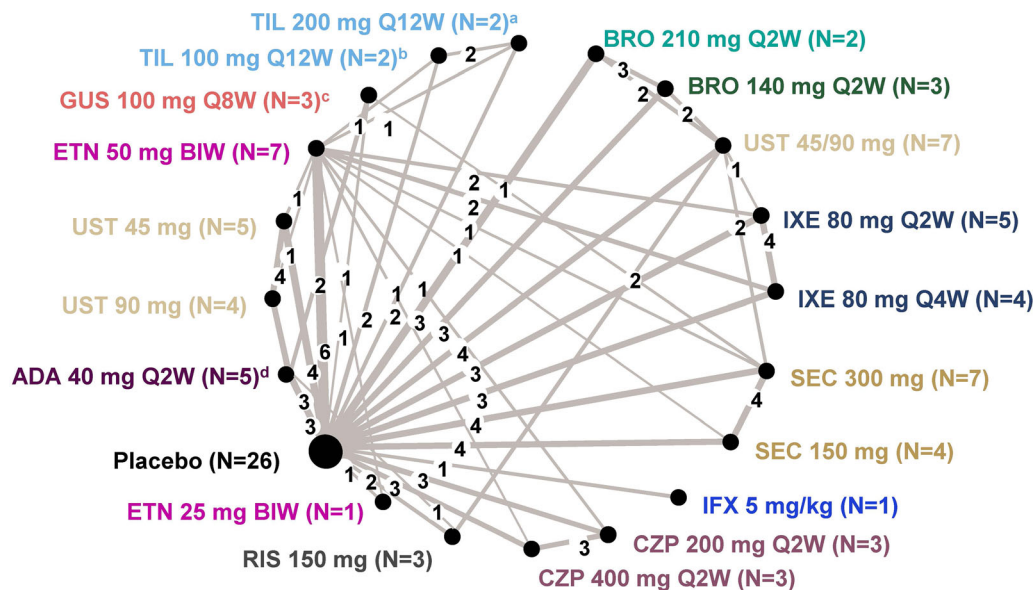 TIL 200 mg Q12W (N=2)ᵃ
BRO 210 mg Q2W (N=2)
TIL 100 mg Q12W (N=2)ᵇ
2
3
BRO 140 mg Q2W (N=3)
GUS 100 mg Q8W (N=3)ᶜ
2
2
1
1
UST 45/90 mg (N=7)
ETN 50 mg BIW (N=7)
1
2
1
1
2
UST 45 mg (N=5)
1
2
IXE 80 mg Q2W (N=5)
1
1
4
4
1
2
1
2
UST 90 mg (N=4)
1
1
IXE 80 mg Q4W (N=4)
2
2
3
3
1
6
4
ADA 40 mg Q2W (N=5)ᵈ
4
3
SEC 300 mg (N=7)
3
3
4
3
4
Placebo (N=26)
4
SEC 150 mg (N=4)
1
2
3
3
1
ETN 25 mg BIW (N=1)
1
IFX 5 mg/kg (N=1)
RIS 150 mg (N=3)
3
CZP 200 mg Q2W (N=3)
CZP 400 mg Q2W (N=3)